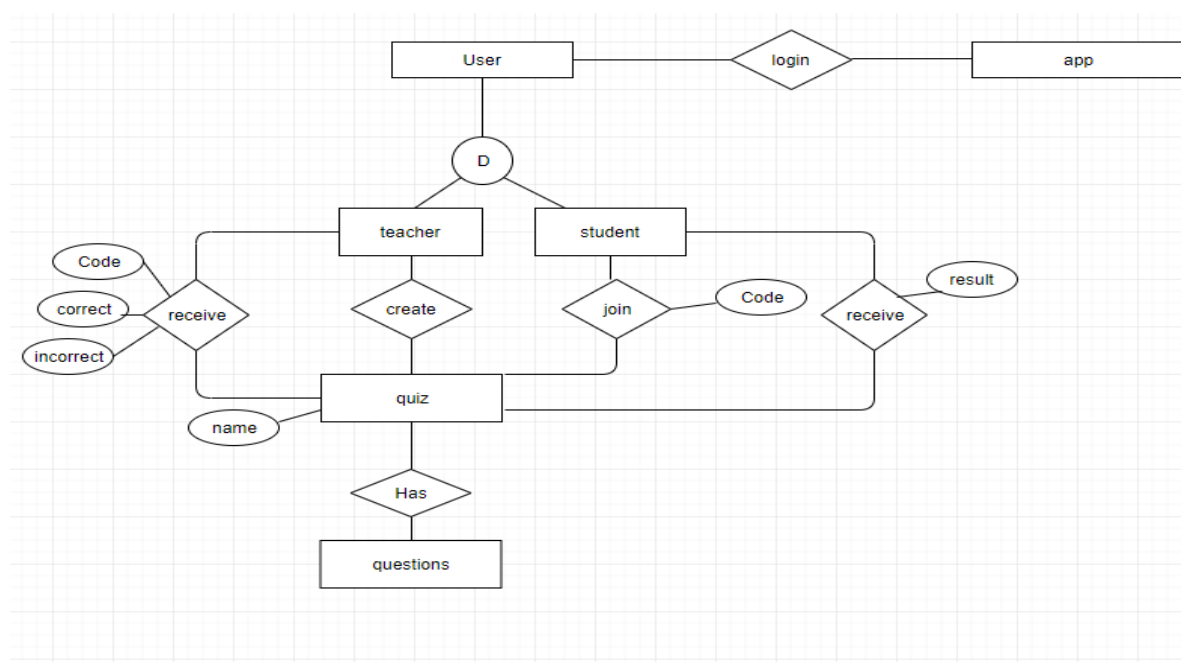 User
login
app
D
teacher
student
Code
correct
receive
incorrect
create
join
Code
receive
result
quiz
name
Has
questions